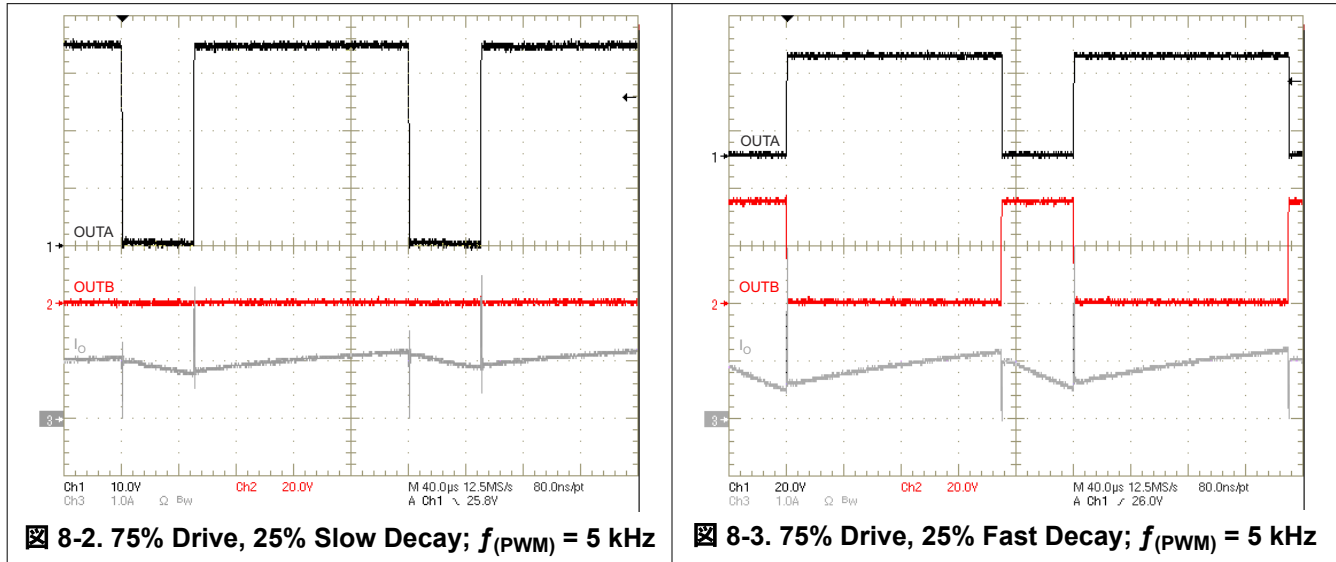 OUTA
1
OUTB
2
I_O
3
Ch1 10.0V Ch2 20.0V M 40.0µs 12.5MS/s 80.0ns/pt
Ch3 1.0A Ω Bw A Ch1 ∖ 25.8V
図 8-2. 75% Drive, 25% Slow Decay; f(PWM) = 5 kHz
OUTA
1
OUTB
2
I_O
3
Ch1 20.0V Ch2 20.0V M 40.0µs 12.5MS/s 80.0ns/pt
Ch3 1.0A Ω Bw A Ch1 ∕ 26.0V
図 8-3. 75% Drive, 25% Fast Decay; f(PWM) = 5 kHz